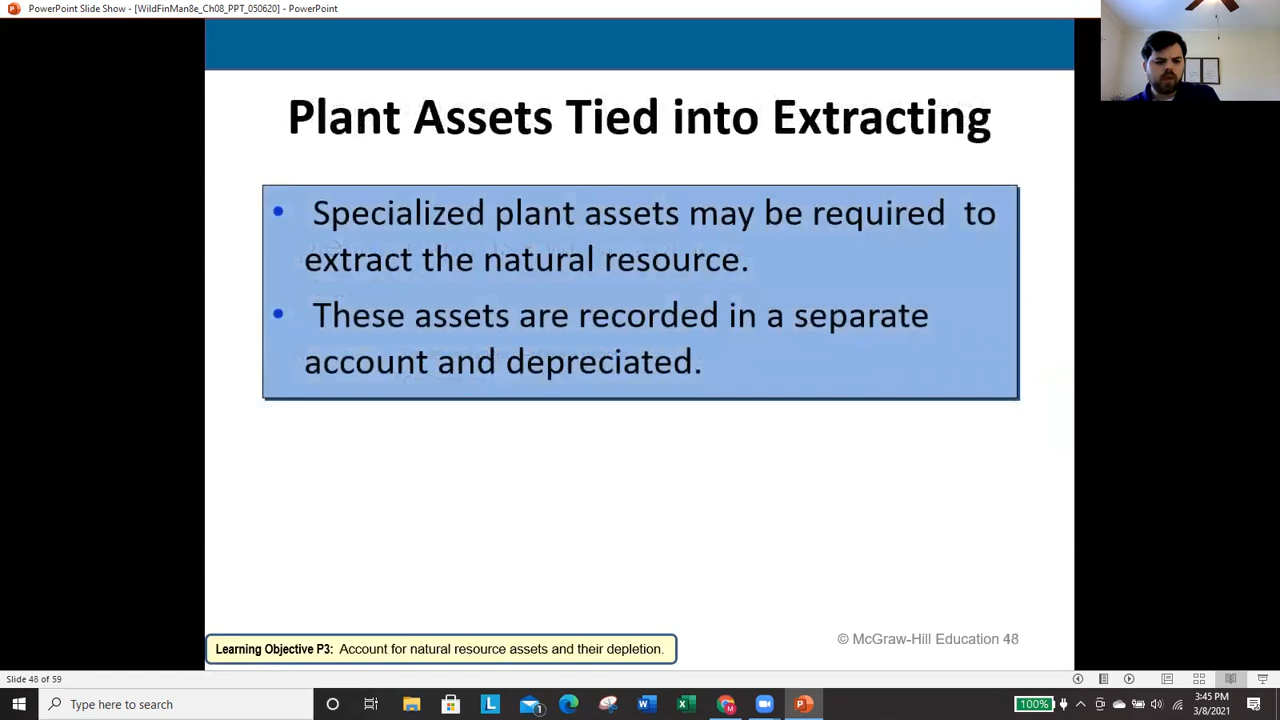 PowerPoint Slide Show - [WildFinMan8e_Ch08_PPT_050620] - PowerPoint
Plant Assets Tied into Extracting
• Specialized plant assets may be required to
extract the natural resource.
• These assets are recorded in a separate
account and depreciated.
Learning Objective P3: Account for natural resource assets and their depletion.
© McGraw-Hill Education 48
Slide 48 of 59
Type here to search
100%
3:45 PM
3/8/2021